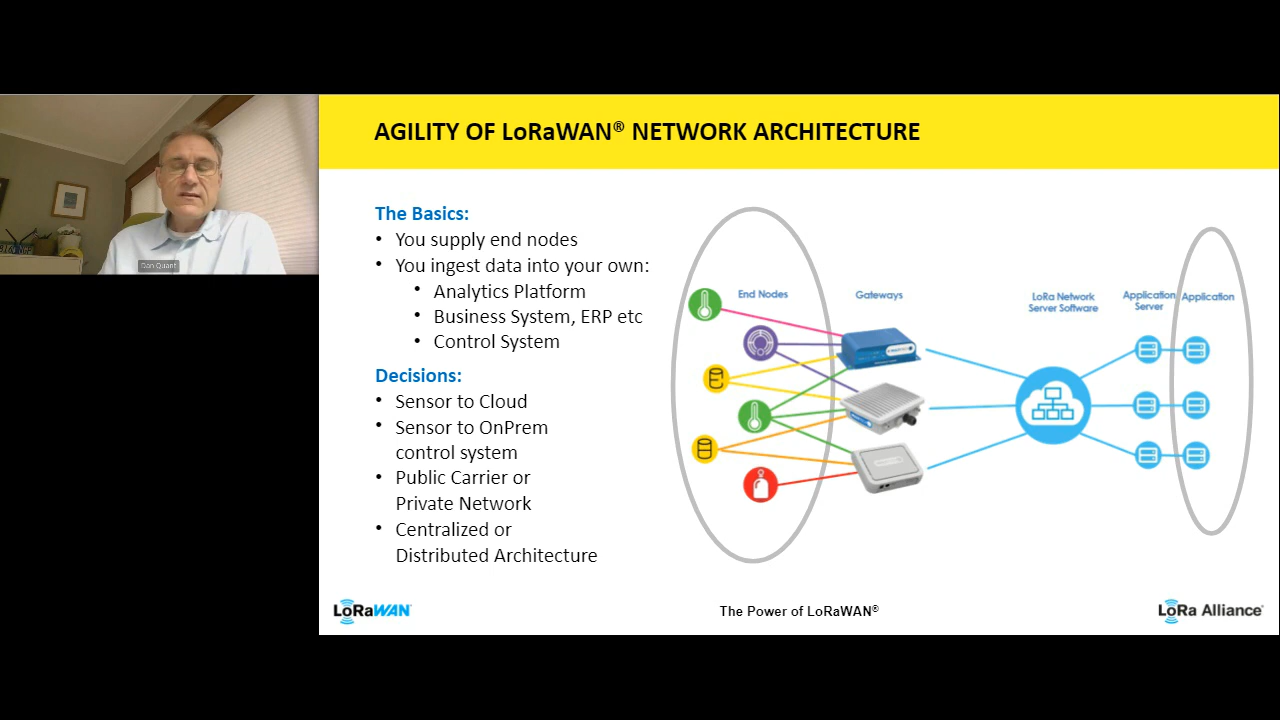 AGILITY OF LoRaWAN® NETWORK ARCHITECTURE
Dan Quant
The Basics:
• You supply end nodes
• You ingest data into your own:
• Analytics Platform
• Business System, ERP etc
• Control System
Decisions:
• Sensor to Cloud
• Sensor to OnPrem
control system
• Public Carrier or
Private Network
• Centralized or
Distributed Architecture
End Nodes
Gateways
LoRa Network
Server Software
Application
Server
Application
LoRaWAN
The Power of LoRaWAN®
LoRa Alliance